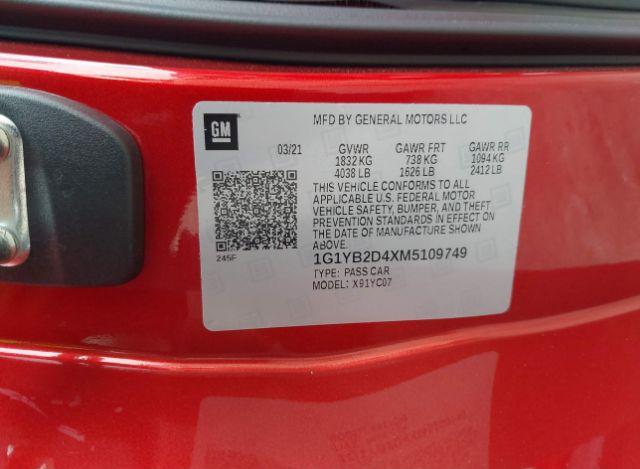 GM
MFD BY GENERAL MOTORS LLC
03/21 GVWR GAWR FRT GAWR RR
1832 KG 738 KG 1094 KG
4038 LB 1626 LB 2412 LB
THIS VEHICLE CONFORMS TO ALL
APPLICABLE U.S. FEDERAL MOTOR
VEHICLE SAFETY, BUMPER, AND THEFT
PREVENTION STANDARDS IN EFFECT ON
THE DATE OF MANUFACTURE SHOWN
ABOVE.
245F
1G1YB2D4XM5109749
TYPE: PASS CAR
MODEL: X91YC07